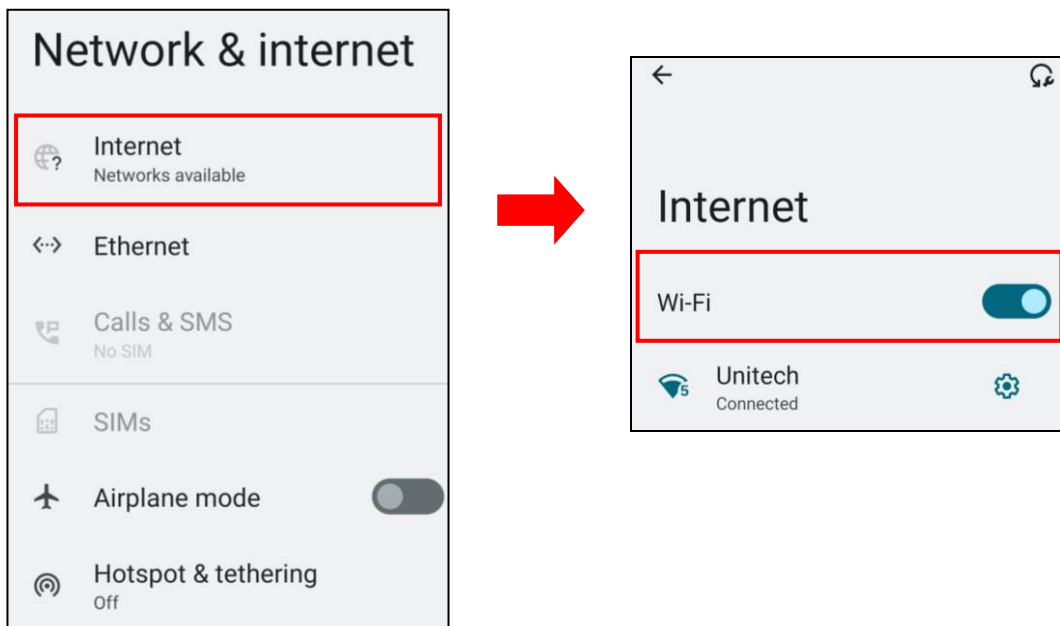 Network & internet
Internet
Networks available
Ethernet
Calls & SMS
No SIM
SIMs
Airplane mode
Hotspot & tethering
Off
Internet
Wi-Fi
5
Unitech
Connected